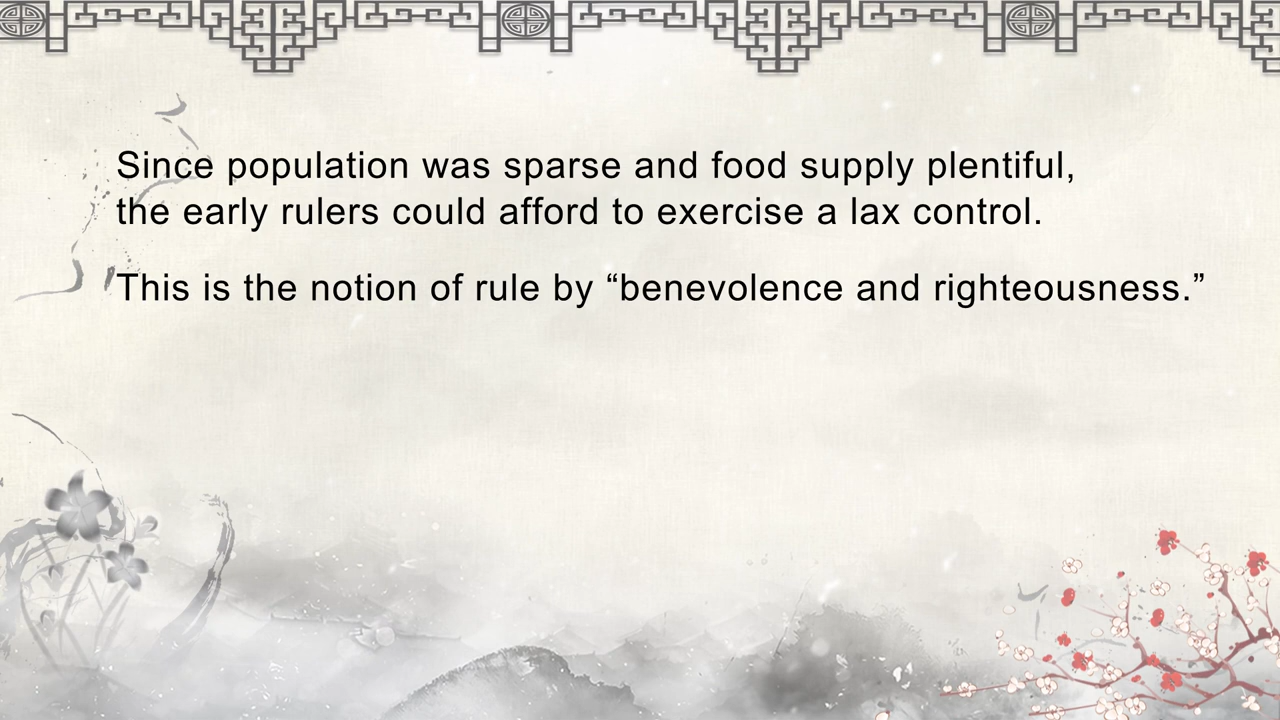 Since population was sparse and food supply plentiful,
the early rulers could afford to exercise a lax control.
This is the notion of rule by “benevolence and righteousness.”